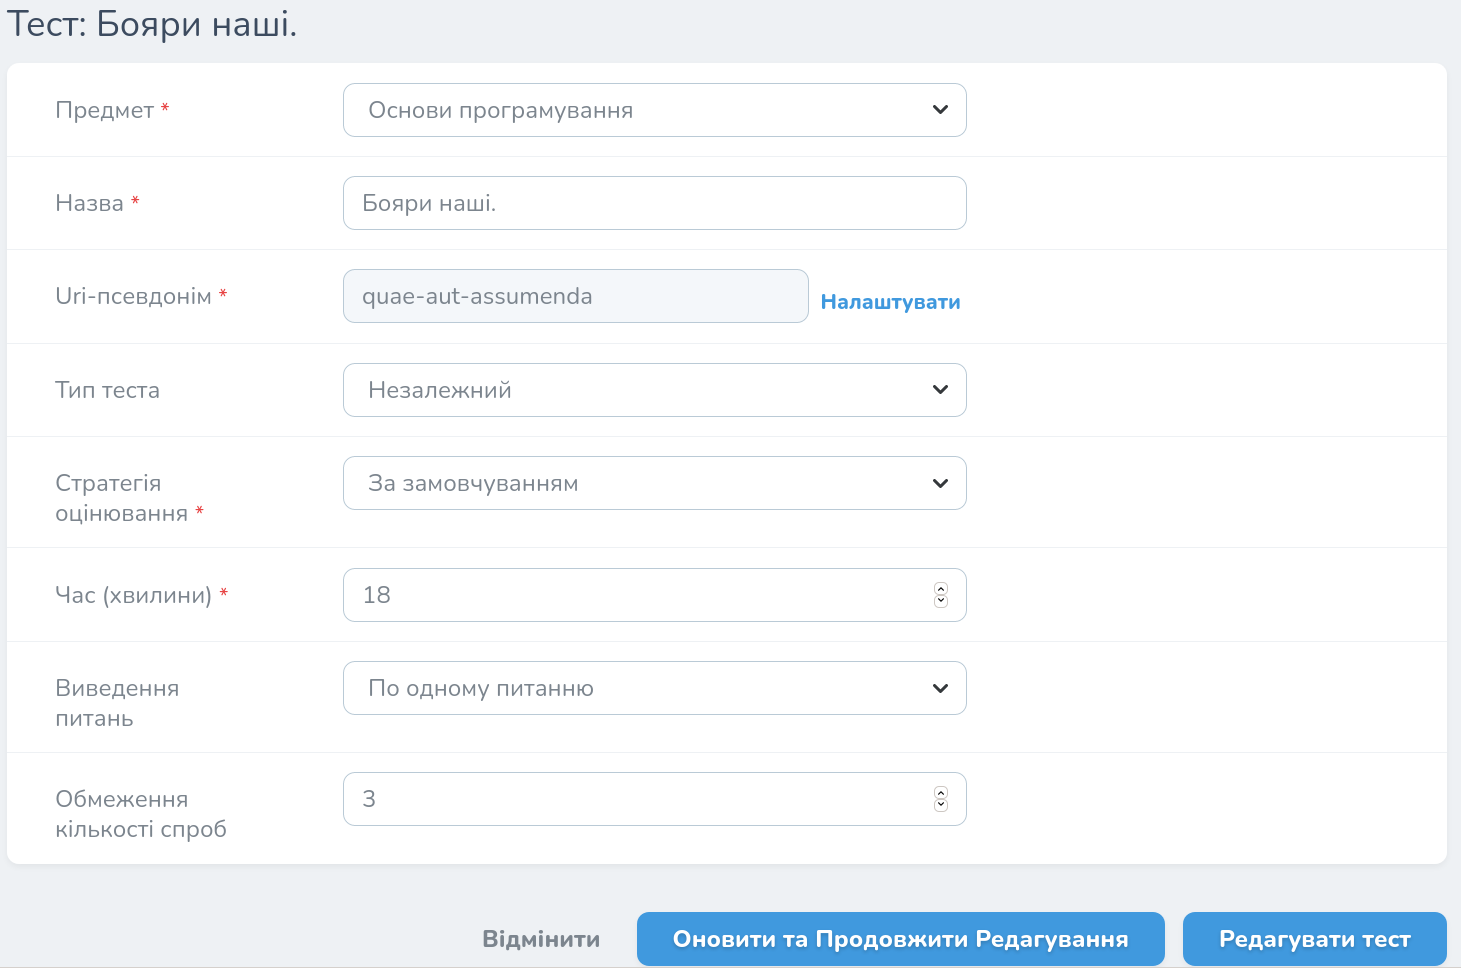 Тест: Бояри наші.
Предмет *
Основи програмування
Назва *
Бояри наші.
Uri-псевдонім *
quae-aut-assumenda
Налаштувати
Тип теста
Незалежний
Стратегія
оцінювання *
За замовчуванням
Час (хвилини) *
18
Виведення
питань
По одному питанню
Обмеження
кількості спроб
3
Відмінити
Оновити та Продовжити Редагування
Редагувати тест